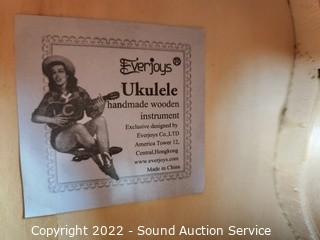 Everjoys®
Ukulele
handmade wooden
instrument
Exclusive designed by
Everjoys Co.,LTD
America Tower 12,
Central,Hongkong
www.everjoys.com
Made in China
Copyright 2022 - Sound Auction Service